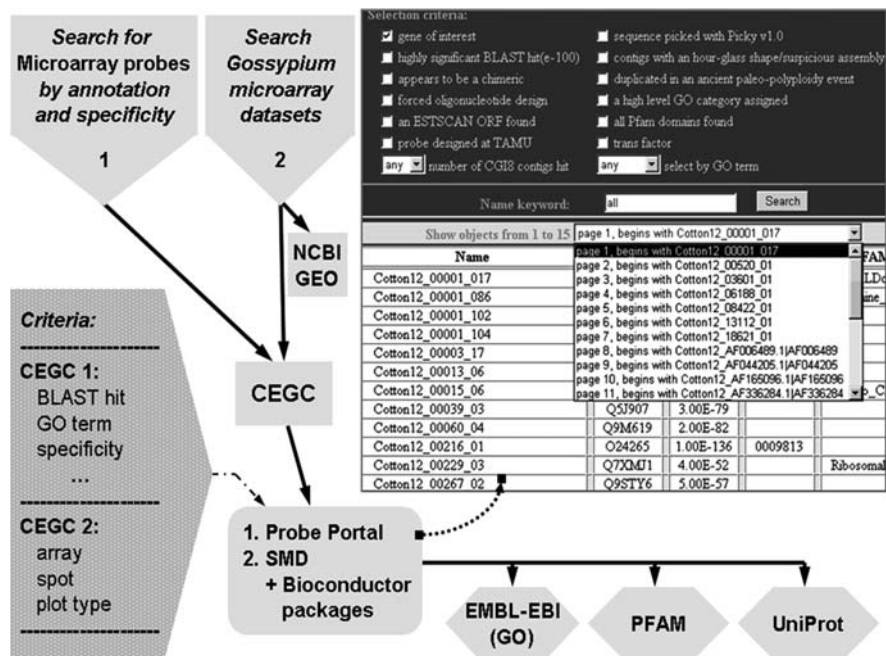 Search for
Microarray probes
by annotation
and specificity
1
Search
Gossypium
microarray
datasets
2
NCBI
GEO
CEGC
Criteria:
CEGC 1:
BLAST hit
GO term
specificity
...
CEGC 2:
array
spot
plot type
1. Probe Portal
2. SMD
+ Bioconductor
packages
EMBL-EBI
(GO)
PFAM
UniProt
Selection criteria:
gene of interest
sequence picked with Picky v1.0
highly significant BLAST hit(e-100)
contigs with an hour-glass shape/suspicious assembly
appears to be a chimeric
duplicated in an ancient paleo-polyploidy event
forced oligonucleotide design
a high level GO category assigned
an ESTSCAN ORF found
all Pfam domains found
probe designed at TAMU
trans factor
any number of CGI8 contigs hit
any select by GO term
Name keyword: all Search
Show objects from 1 to 15 page 1, begins with Cotton12_00001_017
Name
page 1, begins with Cotton12_00001_017
page 2, begins with Cotton12_00520_01
page 3, begins with Cotton12_03601_01
page 4, begins with Cotton12_06188_01
page 5, begins with Cotton12_08422_01
page 6, begins with Cotton12_13112_01
page 7, begins with Cotton12_18621_01
page 8, begins with Cotton12_AF006489.1|AF006489
page 9, begins with Cotton12_AF044205.1|AF044205
page 10, begins with Cotton12_AF165096.1|AF165096
page 11, begins with Cotton12_AF336284.1|AF336284
Cotton12_00001_017
Cotton12_00001_086
Cotton12_00001_102
Cotton12_00001_104
Cotton12_00003_17
Cotton12_00013_06
Cotton12_00015_06
Cotton12_00039_03 Q5J907 3.00E-79
Cotton12_00060_04 Q9M619 2.00E-82
Cotton12_00216_01 O24265 1.00E-136 0009813
Cotton12_00229_03 Q7XMJ1 4.00E-52 Ribosomal
Cotton12_00267_02 Q9STY6 5.00E-57